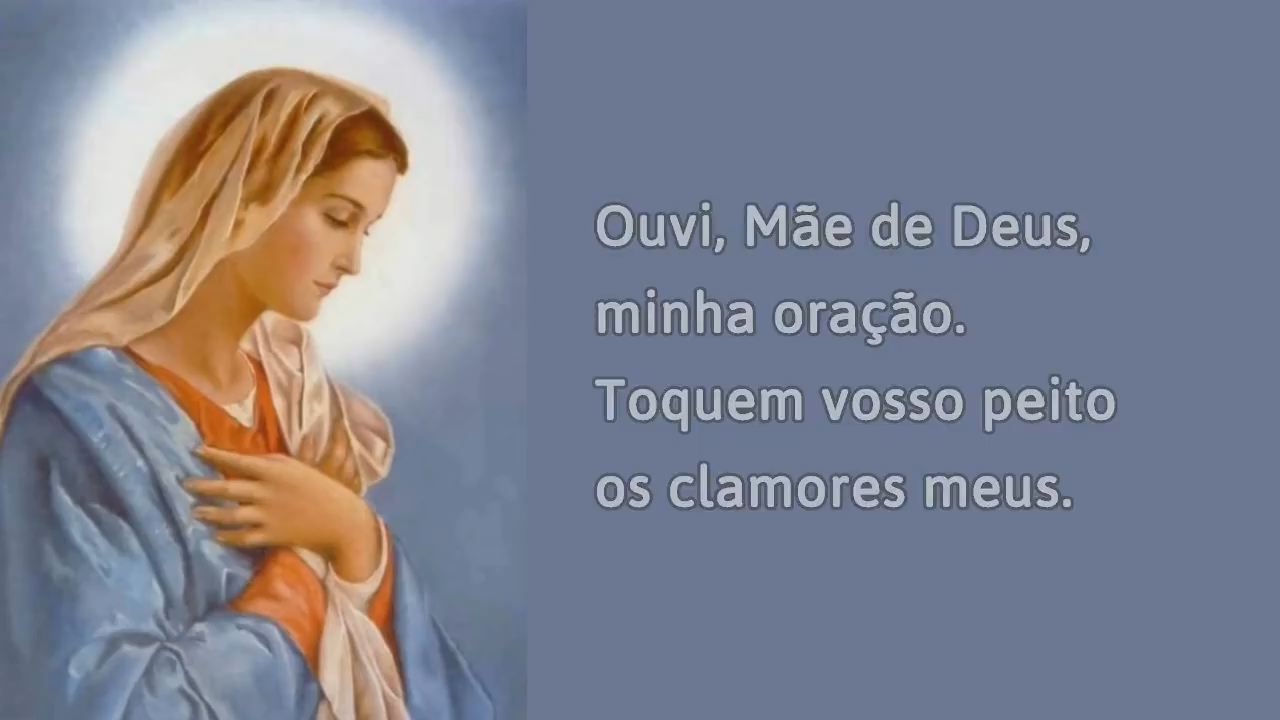 Ouvi, Mãe de Deus,
minha oração.
Toquem vosso peito
os clamores meus.